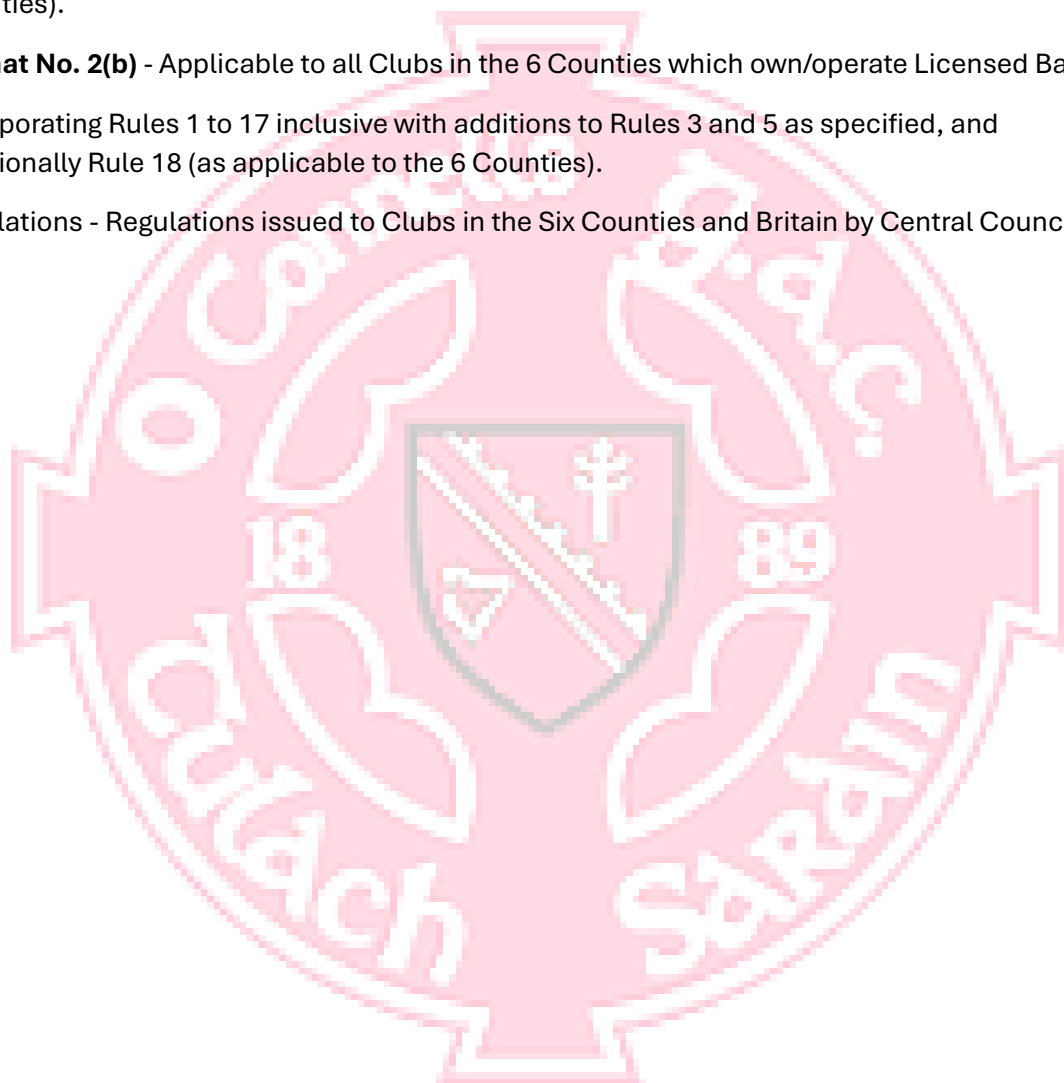 ties).
at No. 2(b) - Applicable to all Clubs in the 6 Counties which own/operate Licensed Ba
porating Rules 1 to 17 inclusive with additions to Rules 3 and 5 as specified, and
ionally Rule 18 (as applicable to the 6 Counties).
lations - Regulations issued to Clubs in the Six Counties and Britain by Central Counc
O Connells g.a.c.
18 89